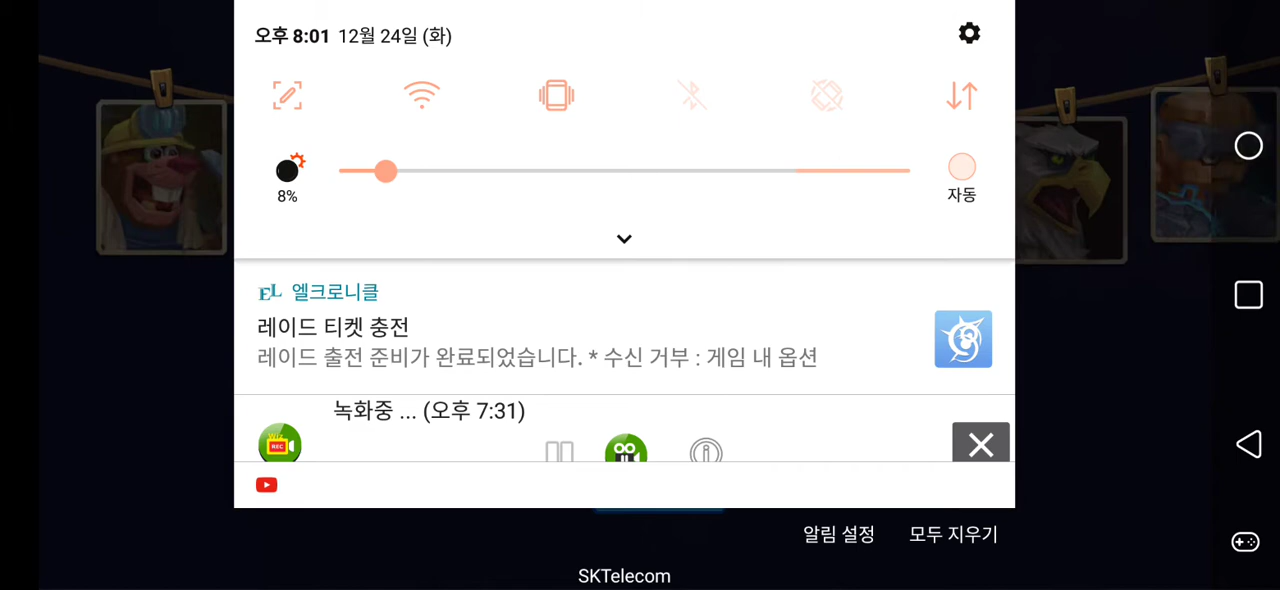 오후 8:01 12월 24일 (화)
8%
자동
EL 엘크로니클
레이드 티켓 충전
레이드 출전 준비가 완료되었습니다. * 수신 거부 : 게임 내 옵션
녹화중 ... (오후 7:31)
REC
알림 설정 모두 지우기
SKTelecom